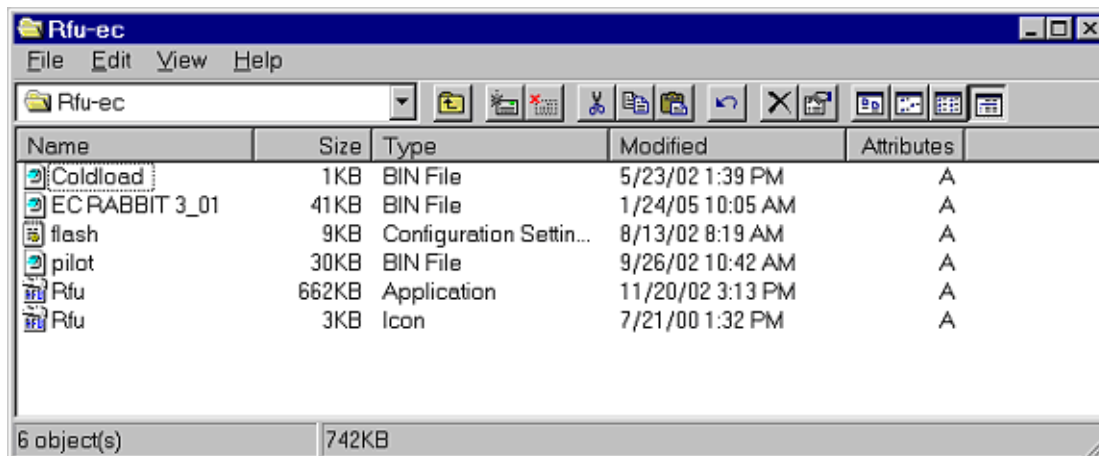 Rfu-ec
File Edit View Help
Rfu-ec
Name Size Type Modified Attributes
Coldload 1KB BIN File 5/23/02 1:39 PM A
EC RABBIT 3_01 41KB BIN File 1/24/05 10:05 AM A
flash 9KB Configuration Settin... 8/13/02 8:19 AM A
pilot 30KB BIN File 9/26/02 10:42 AM A
Rfu 662KB Application 11/20/02 3:13 PM A
Rfu 3KB Icon 7/21/00 1:32 PM A
6 object(s) 742KB